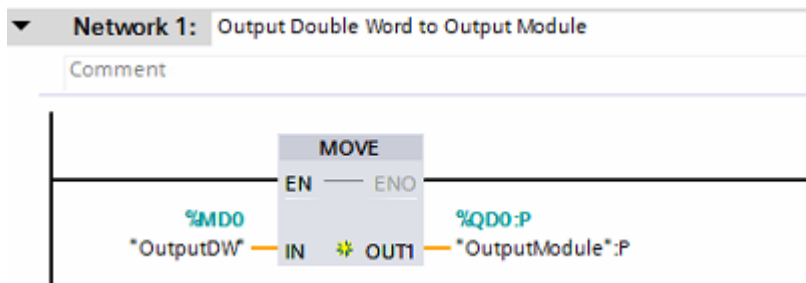 Network 1: Output Double Word to Output Module
Comment
MOVE
EN ENO
%MD0 %QD0:P
"OutputDW" IN OUT1 "OutputModule":P